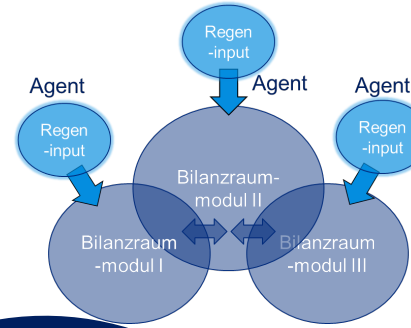 Regen
-input
Agent
Agent
Agent
Regen
-input
Regen
-input
Bilanzraum-
modul II
Bilanzraum
-modul I
Bilanzraum
-modul III